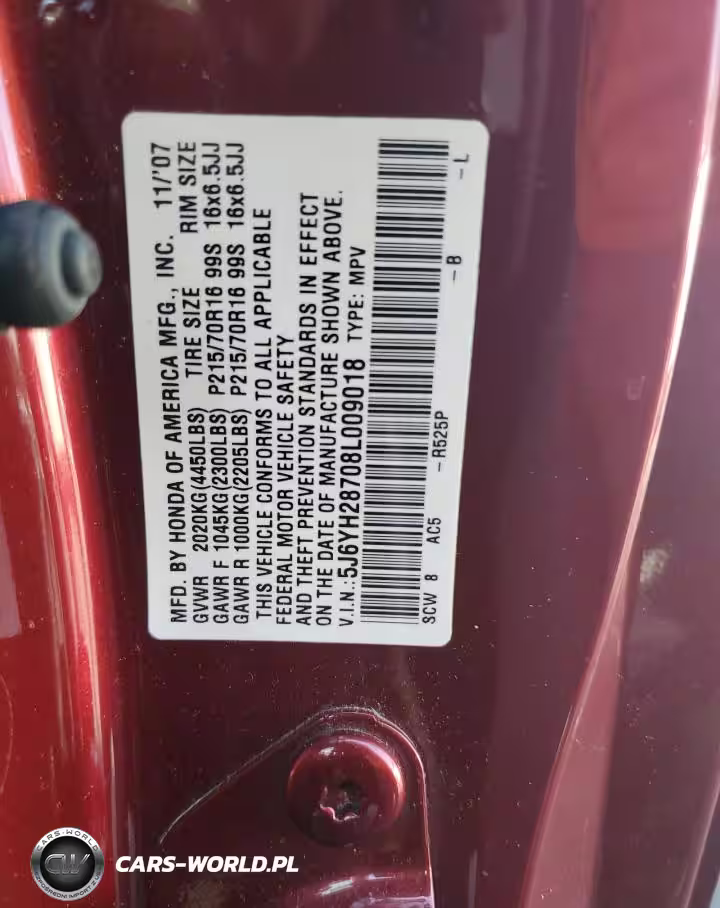 MFD. BY HONDA OF AMERICA MFG., INC. 11/'07
GVWR 2020KG(4450LBS) TIRE SIZE RIM SIZE
GAWR F 1045KG(2300LBS) P215/70R16 99S 16x6.5JJ
GAWR R 1000KG(2205LBS) P215/70R16 99S 16x6.5JJ
THIS VEHICLE CONFORMS TO ALL APPLICABLE
FEDERAL MOTOR VEHICLE SAFETY
AND THEFT PREVENTION STANDARDS IN EFFECT
ON THE DATE OF MANUFACTURE SHOWN ABOVE.
V.I.N.:5J6YH28708L009018 TYPE: MPV
SCW 8 AC5 -R525P -B -L
CARS-WORLD
CW
CARS-WORLD.PL